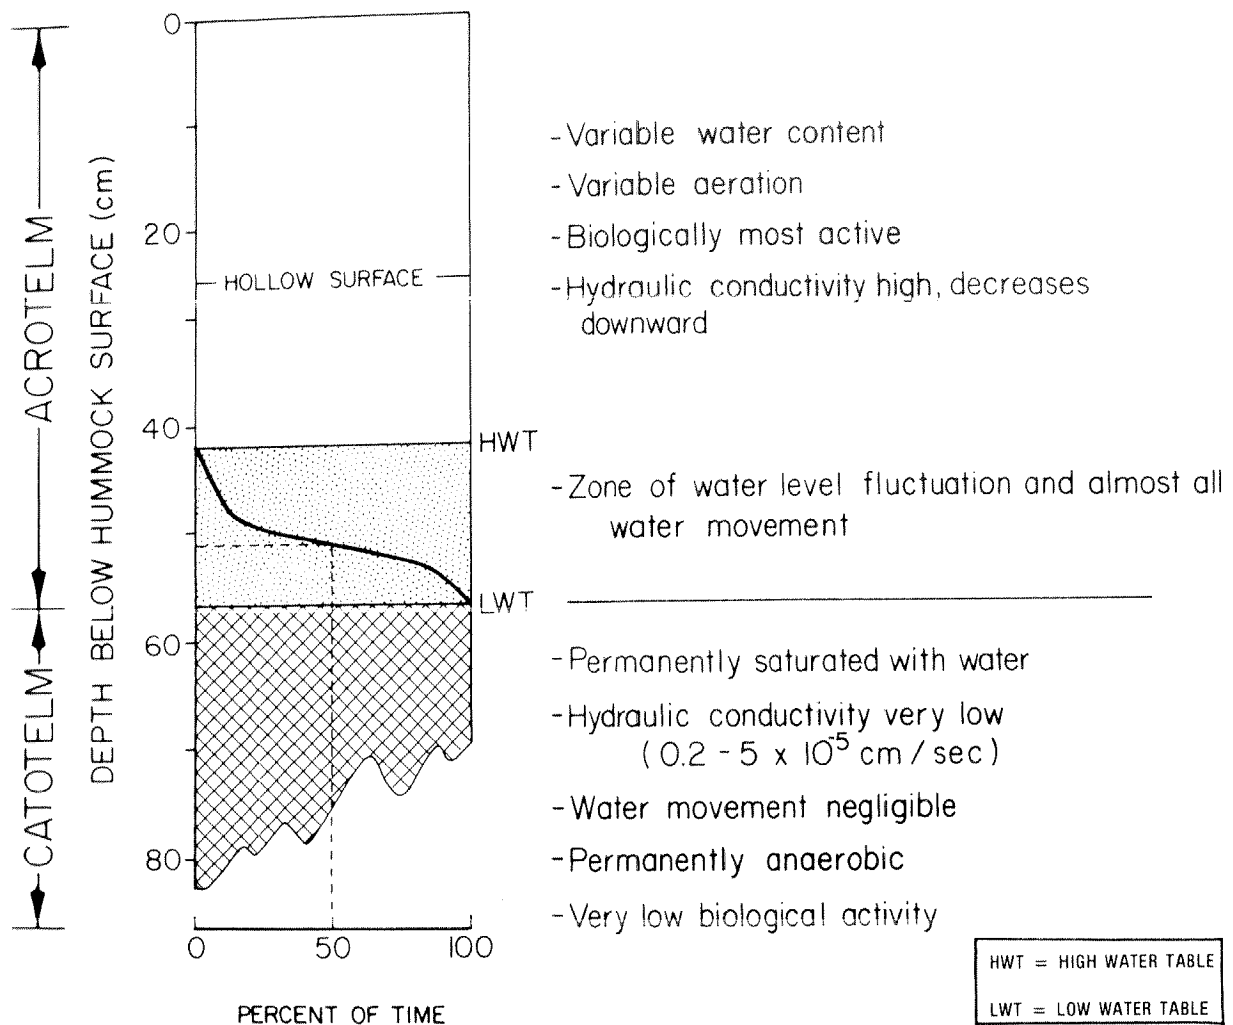 ACROTELM
CATOTELM
DEPTH BELOW HUMMOCK SURFACE (cm)
0
20
40
60
80
HOLLOW SURFACE
HWT
LWT
0 50 100
PERCENT OF TIME
-Variable water content
-Variable aeration
-Biologically most active
-Hydraulic conductivity high, decreases
downward
-Zone of water level fluctuation and almost all
water movement
-Permanently saturated with water
-Hydraulic conductivity very low
(0.2 - 5 x 10⁻⁵ cm / sec)
-Water movement negligible
-Permanently anaerobic
-Very low biological activity
HWT = HIGH WATER TABLE
LWT = LOW WATER TABLE